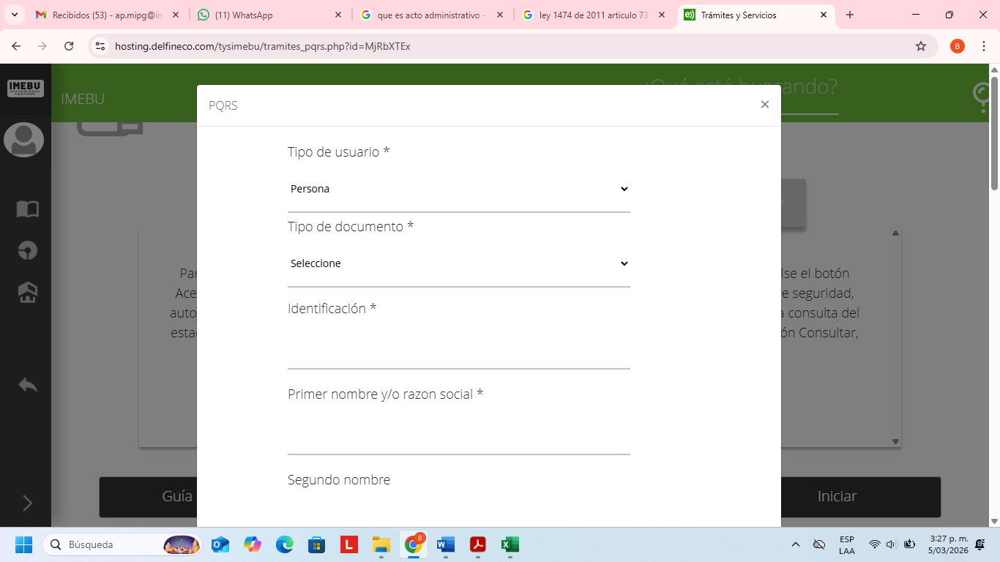 Recibidos (53) - ap.mipg@im
(11) WhatsApp
que es acto administrativo -
ley 1474 de 2011 articulo 73
Trámites y Servicios
hosting.delfineco.com/tysimebu/tramites_pqrs.php?id=MjRbXTEx
B
IMEBU
IMEBU
¿Qué está buscando?
PQRS
×
Tipo de usuario *
Persona
Tipo de documento *
Seleccione
Identificación *
Primer nombre y/o razon social *
Segundo nombre
Par
lse el botón
Ace
e seguridad,
auto
a consulta del
esta
ón Consultar,
Guía
Iniciar
Búsqueda
L
B
ESP
LAA
3:27 p. m.
5/03/2026